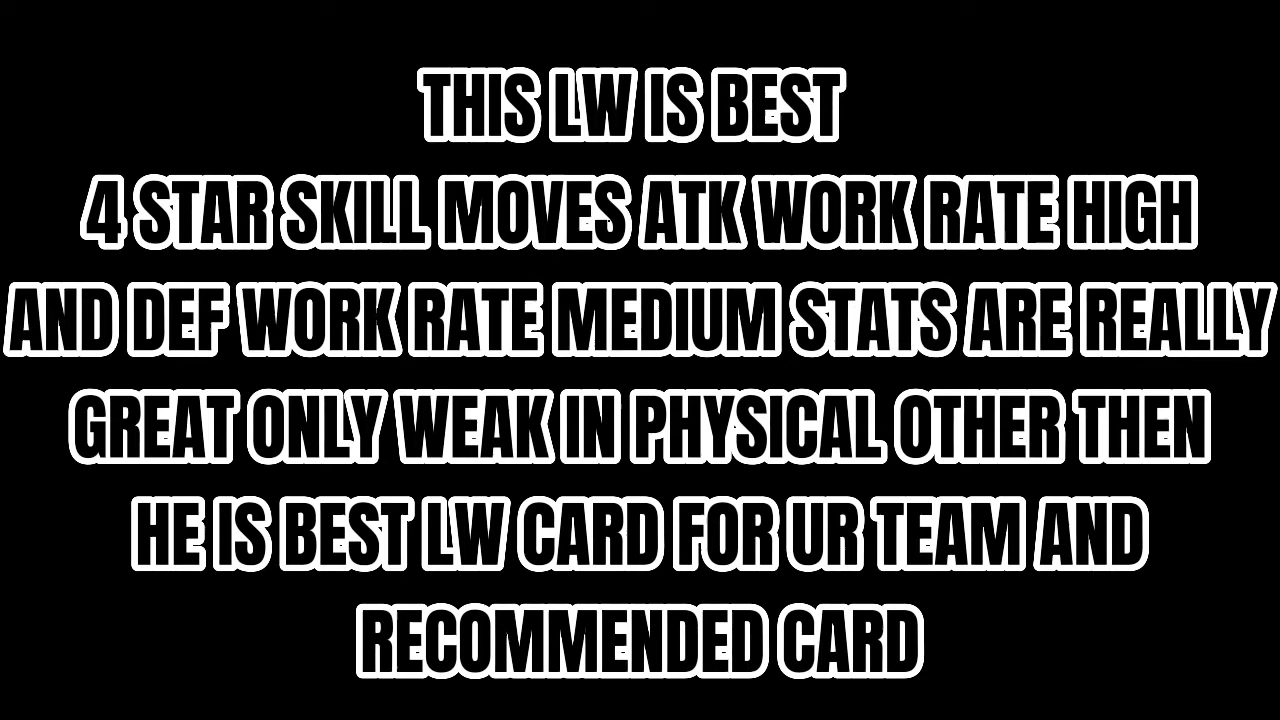 THIS LW IS BEST
4 STAR SKILL MOVES ATK WORK RATE HIGH
AND DEF WORK RATE MEDIUM STATS ARE REALLY
GREAT ONLY WEAK IN PHYSICAL OTHER THEN
HE IS BEST LW CARD FOR UR TEAM AND
RECOMMENDED CARD